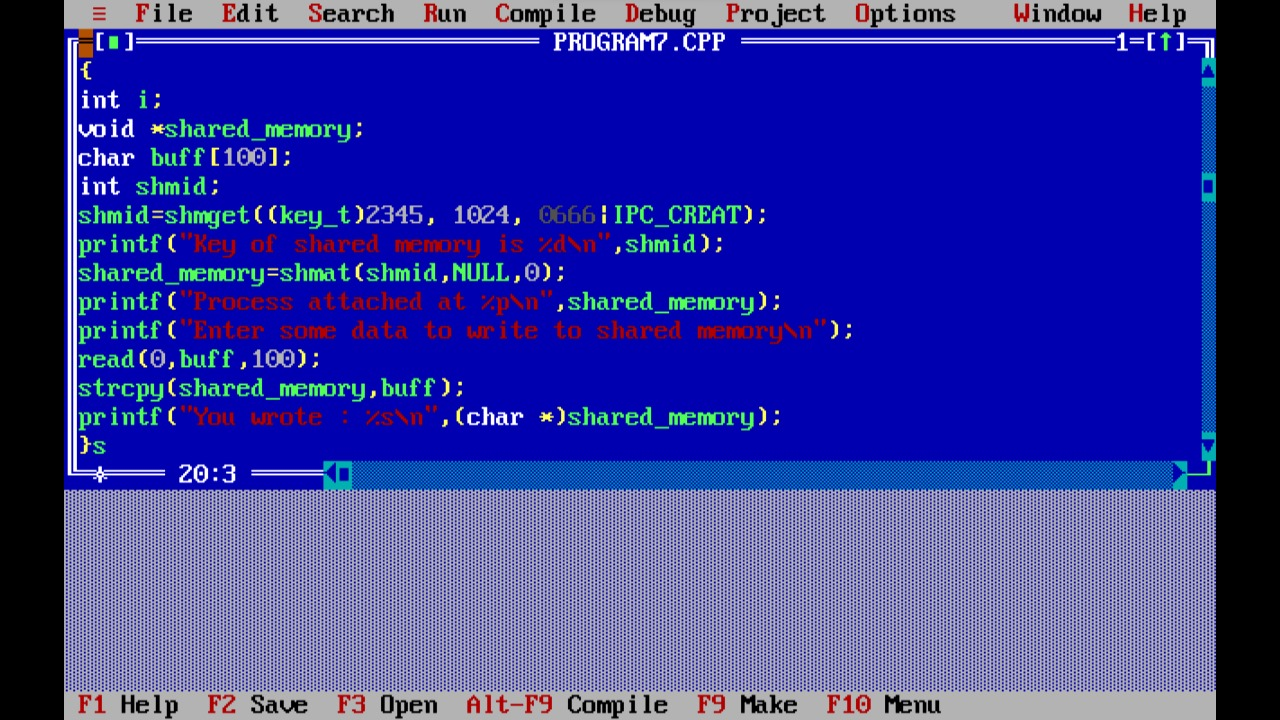 ≡ File Edit Search Run Compile Debug Project Options Window Help
[■] PROGRAM7.CPP 1=[↑]
{
int i;
void *shared_memory;
char buff[100];
int shmid;
shmid=shmget((key_t)2345, 1024, 0666|IPC_CREAT);
printf("Key of shared memory is %d\n",shmid);
shared_memory=shmat(shmid,NULL,0);
printf("Process attached at %p\n",shared_memory);
printf("Enter some data to write to shared memory\n");
read(0,buff,100);
strcpy(shared_memory,buff);
printf("You wrote : %s\n",(char *)shared_memory);
}s
20:3
F1 Help F2 Save F3 Open Alt-F9 Compile F9 Make F10 Menu